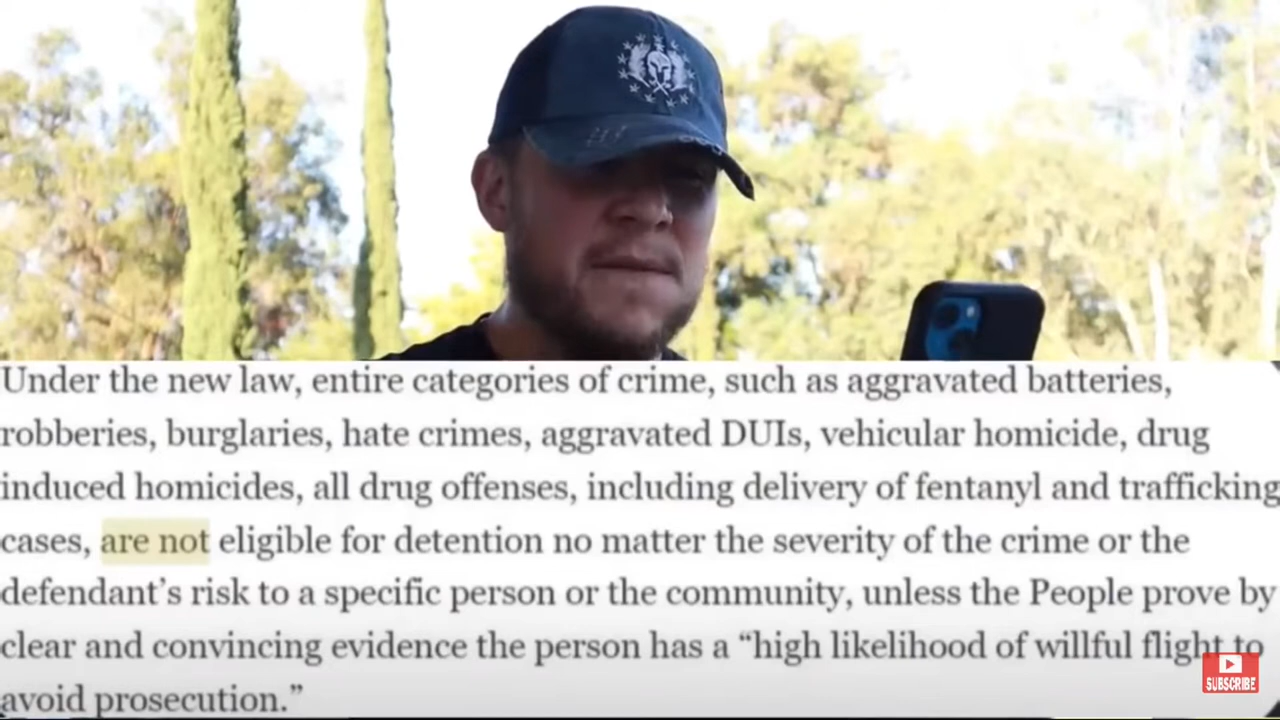 Under the new law, entire categories of crime, such as aggravated batteries,
robberies, burglaries, hate crimes, aggravated DUIs, vehicular homicide, drug
induced homicides, all drug offenses, including delivery of fentanyl and trafficking
cases, are not eligible for detention no matter the severity of the crime or the
defendant’s risk to a specific person or the community, unless the People prove by
clear and convincing evidence the person has a “high likelihood of willful flight to
avoid prosecution.”
SUBSCRIBE